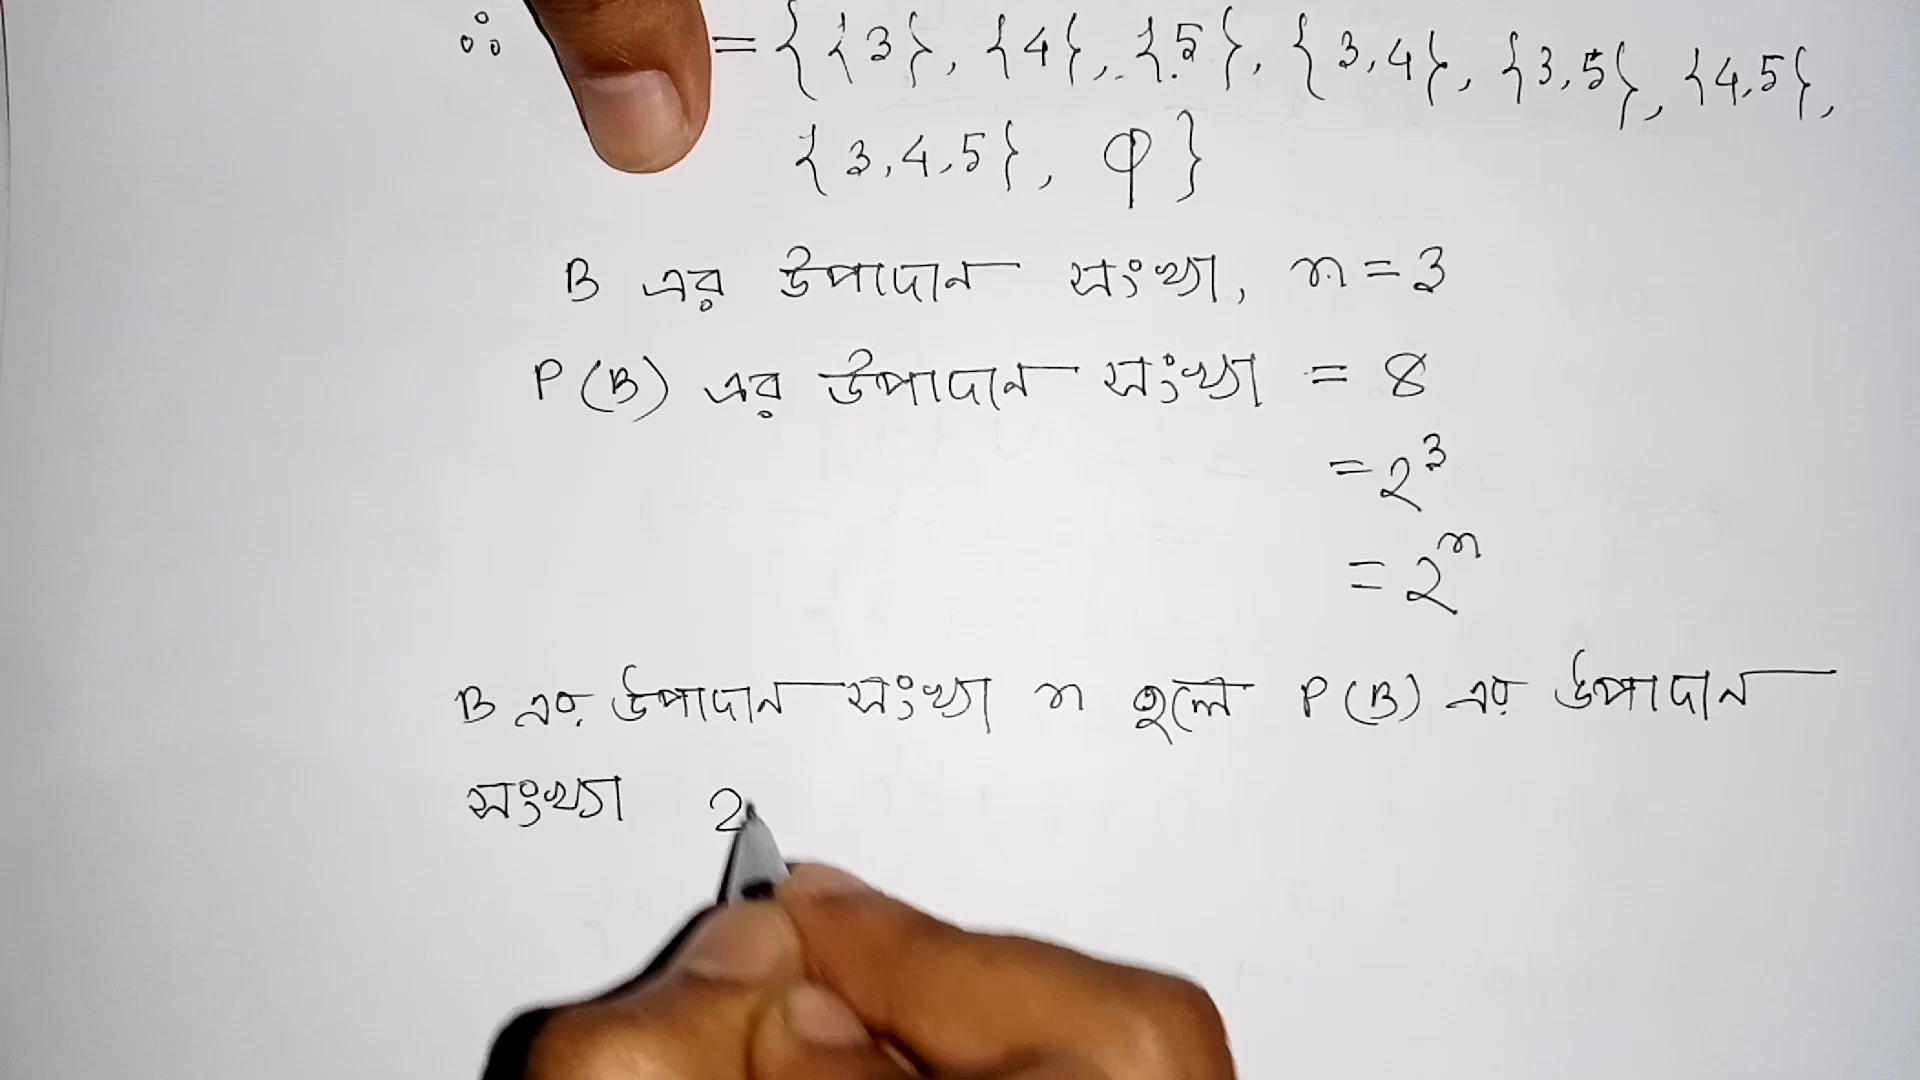 ∴ = { {3}, {4}, {5}, {3,4}, {3,5}, {4,5},
{3,4,5}, φ }
B এর উপাদান সংখ্যা, n = 3
P(B) এর উপাদান সংখ্যা = 8
= 2³
= 2ⁿ
B এর উপাদান সংখ্যা n হলে P(B) এর উপাদান
সংখ্যা 2